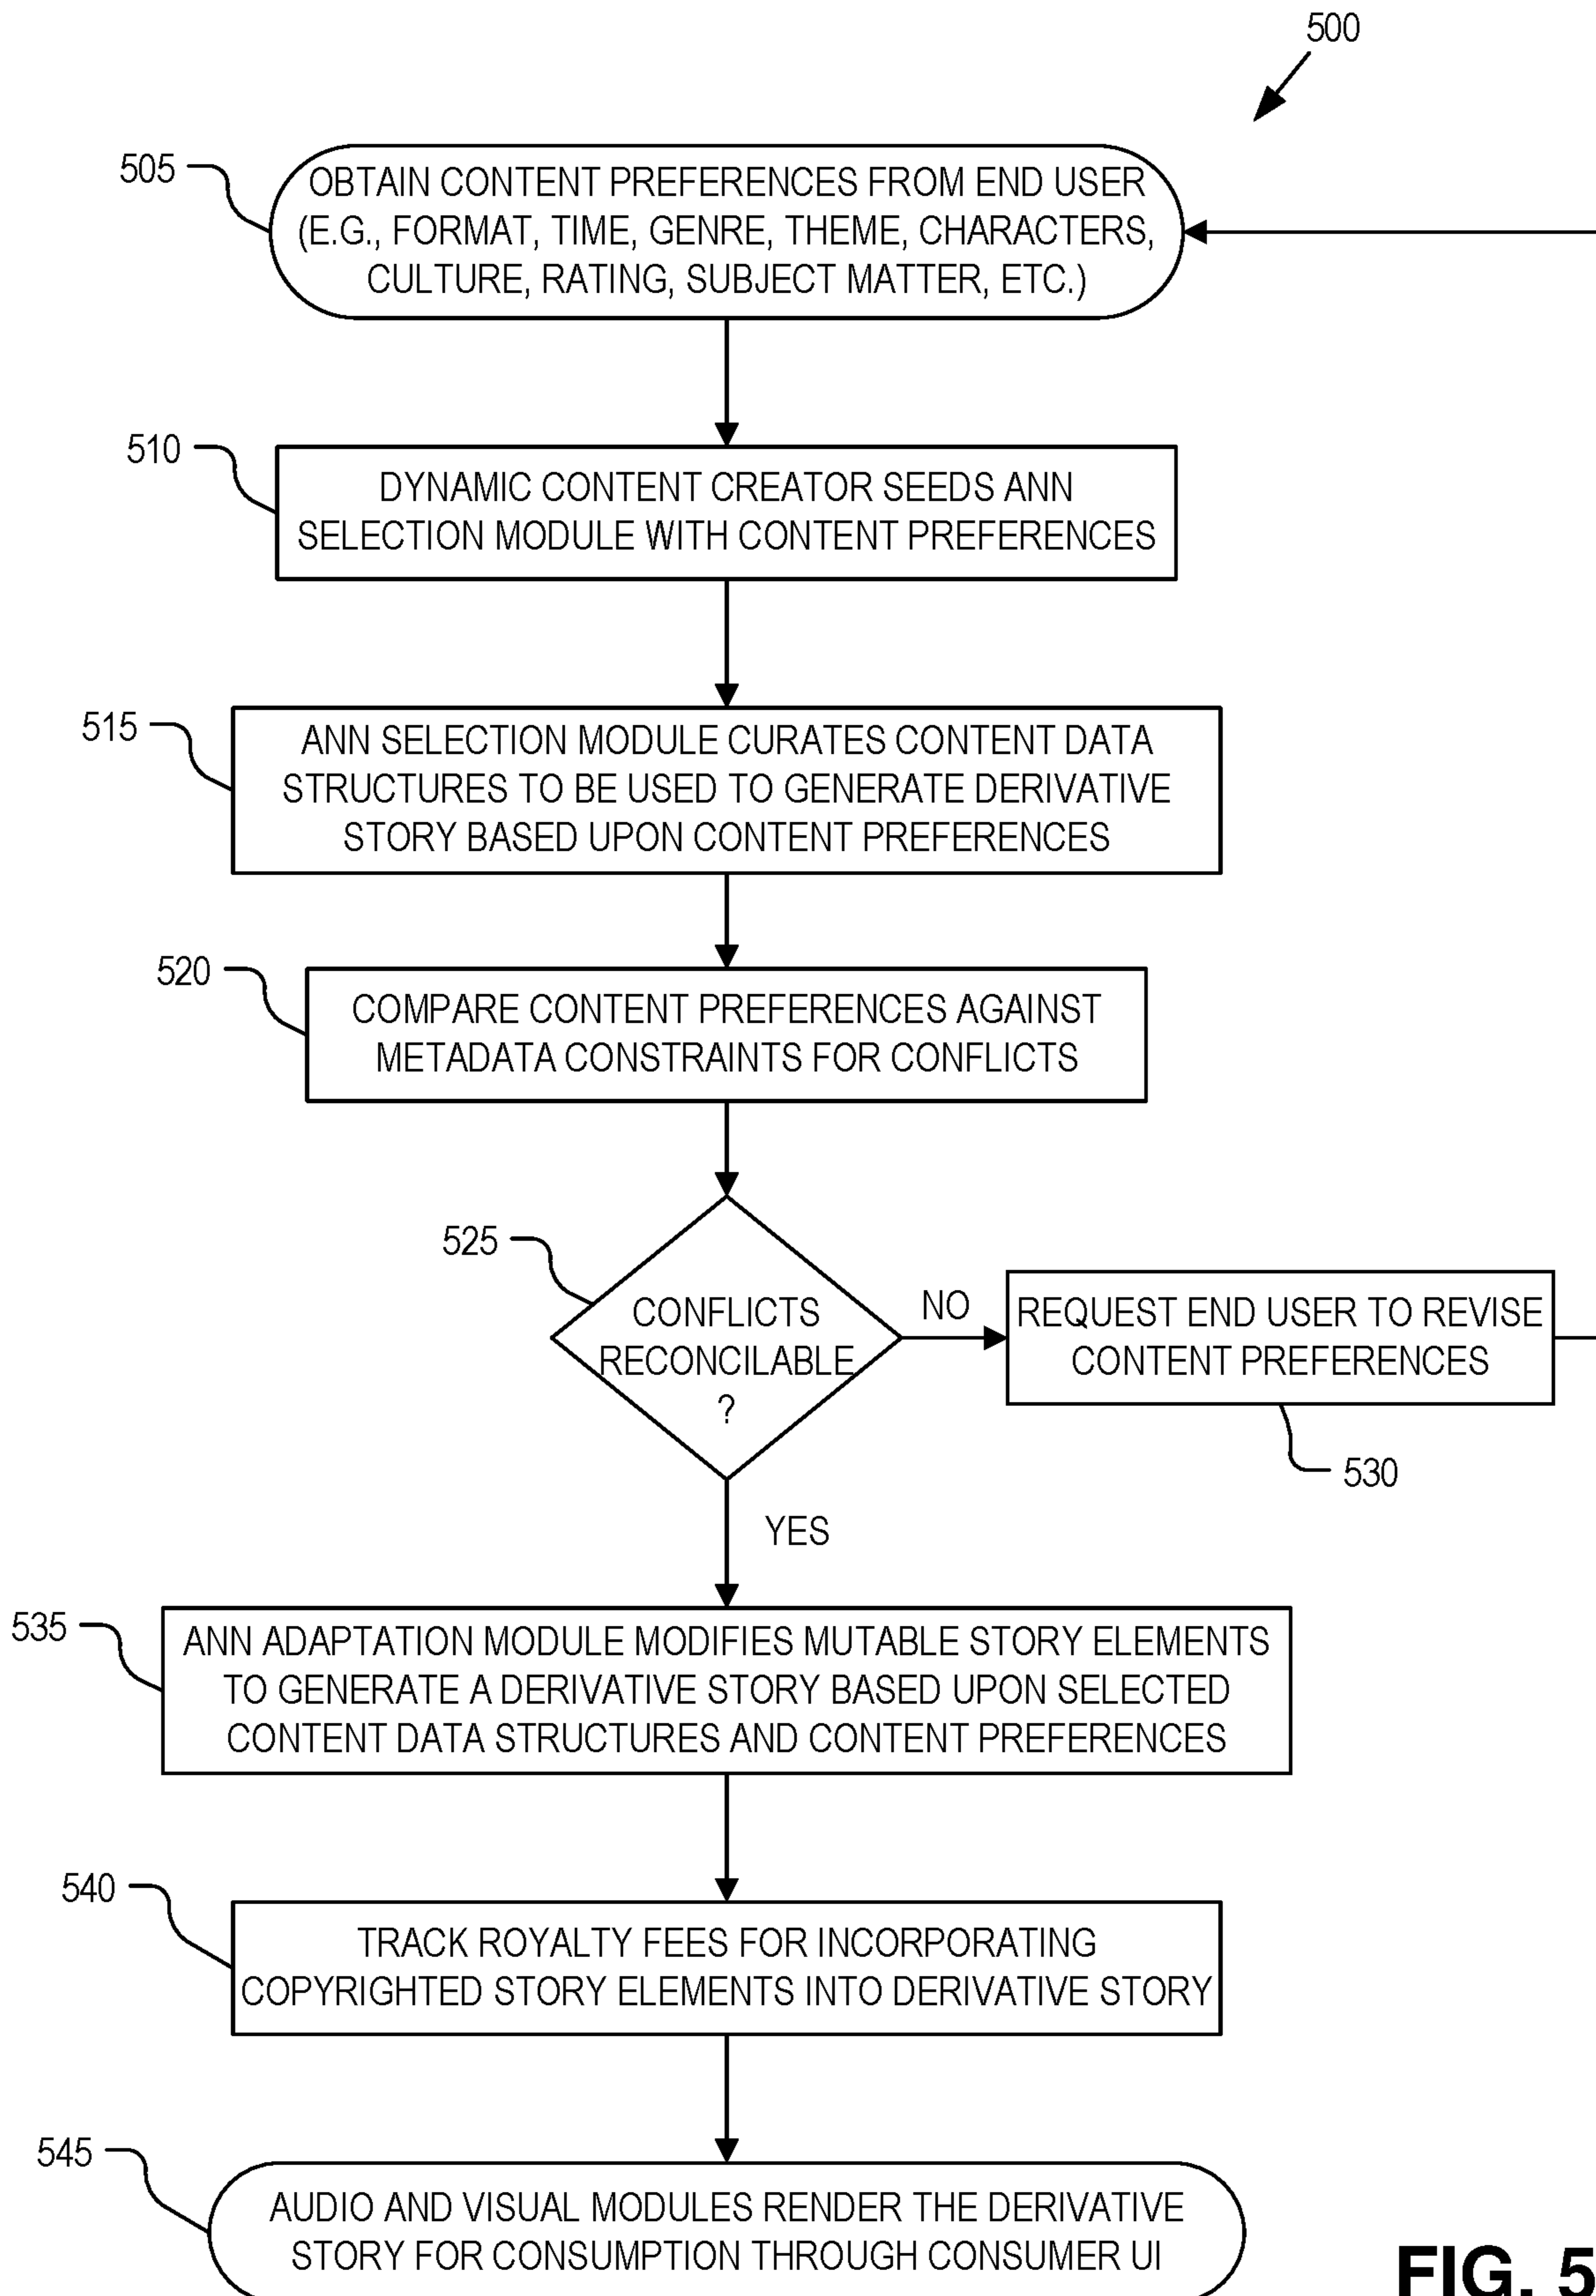 500
505
OBTAIN CONTENT PREFERENCES FROM END USER
(E.G., FORMAT, TIME, GENRE, THEME, CHARACTERS,
CULTURE, RATING, SUBJECT MATTER, ETC.)
510
DYNAMIC CONTENT CREATOR SEEDS ANN
SELECTION MODULE WITH CONTENT PREFERENCES
515
ANN SELECTION MODULE CURATES CONTENT DATA
STRUCTURES TO BE USED TO GENERATE DERIVATIVE
STORY BASED UPON CONTENT PREFERENCES
520
COMPARE CONTENT PREFERENCES AGAINST
METADATA CONSTRAINTS FOR CONFLICTS
525
CONFLICTS
RECONCILABLE
?
NO
REQUEST END USER TO REVISE
CONTENT PREFERENCES
530
YES
535
ANN ADAPTATION MODULE MODIFIES MUTABLE STORY ELEMENTS
TO GENERATE A DERIVATIVE STORY BASED UPON SELECTED
CONTENT DATA STRUCTURES AND CONTENT PREFERENCES
540
TRACK ROYALTY FEES FOR INCORPORATING
COPYRIGHTED STORY ELEMENTS INTO DERIVATIVE STORY
545
AUDIO AND VISUAL MODULES RENDER THE DERIVATIVE
STORY FOR CONSUMPTION THROUGH CONSUMER UI
FIG. 5